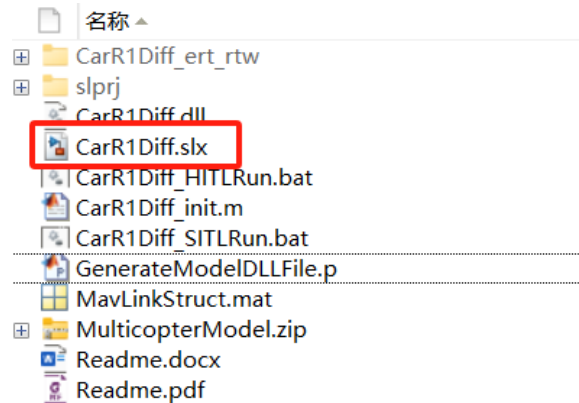 名称
CarR1Diff_ert_rtw
slprj
CarR1Diff.dll
CarR1Diff.slx
CarR1Diff_HITLRun.bat
CarR1Diff_init.m
CarR1Diff_SITLRun.bat
GenerateModelDLLFile.p
MavLinkStruct.mat
MulticopterModel.zip
Readme.docx
Readme.pdf